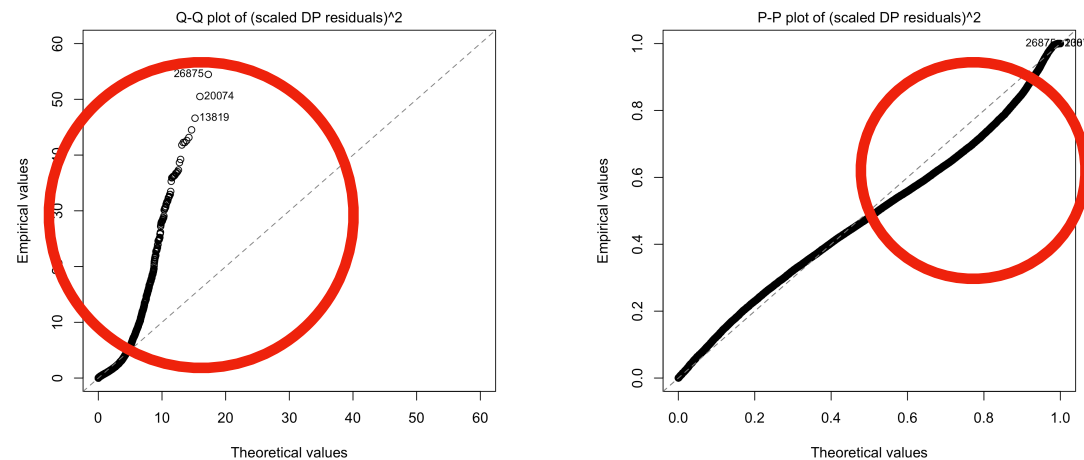 Q-Q plot of (scaled DP residuals)^2
60
50
30
10
0
Empirical values
26875
20074
13819
0 10 20 30 40 50 60
Theoretical values
P-P plot of (scaled DP residuals)^2
1.0
0.8
0.6
0.4
0.2
0.0
Empirical values
26875
0.0 0.2 0.4 0.6 0.8 1.0
Theoretical values